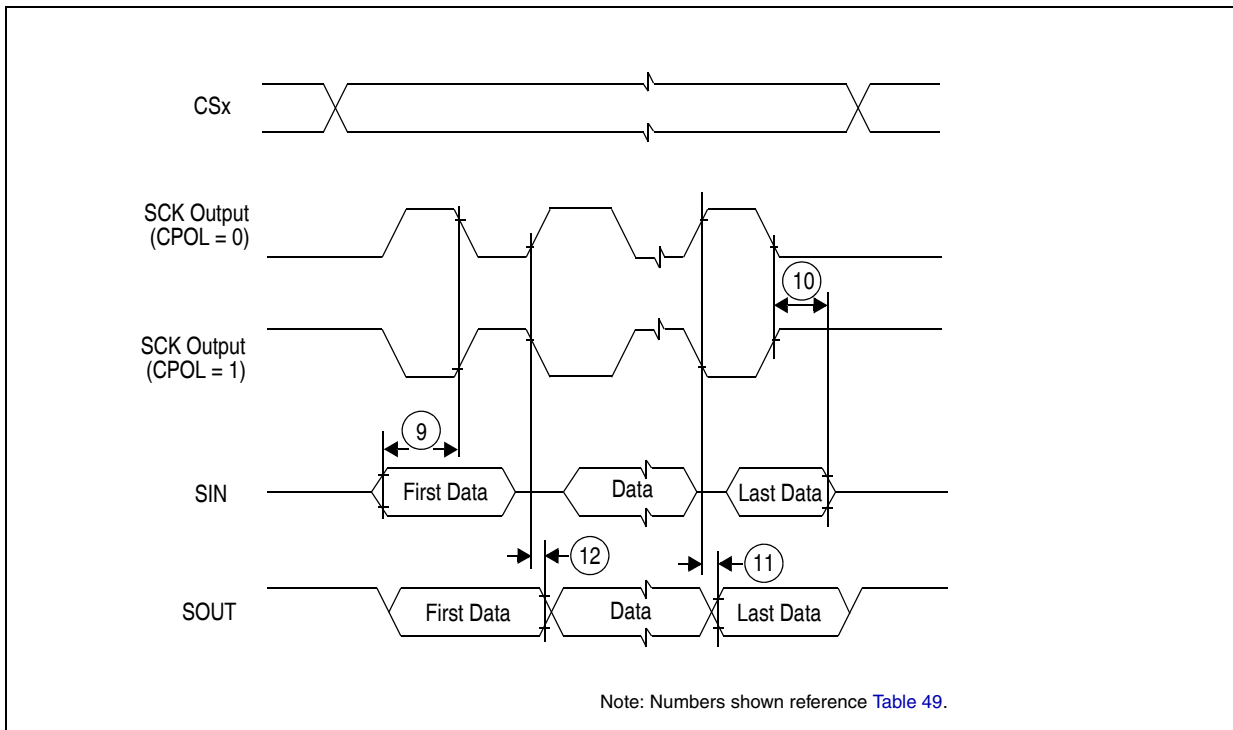 CSx
SCK Output
(CPOL = 0)
10
SCK Output
(CPOL = 1)
9
SIN
First Data
Data
Last Data
12
11
SOUT
First Data
Data
Last Data
Note: Numbers shown reference Table 49.